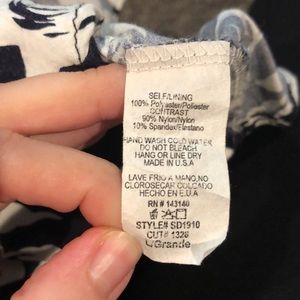 SELF/LINING
100% Polyester/Poliester
CONTRAST
90% Nylon/Nylon
10% Spandex/Elastano
HAND WASH COLD WATER
DO NOT BLEACH
HANG OR LINE DRY
MADE IN U.S.A
LAVE FRIO A MANO,NO
CLOROSECAR COLGADO
HECHO EN E.U.A
RN # 143140
STYLE# SD1910
CUT# 1328
L/Grande